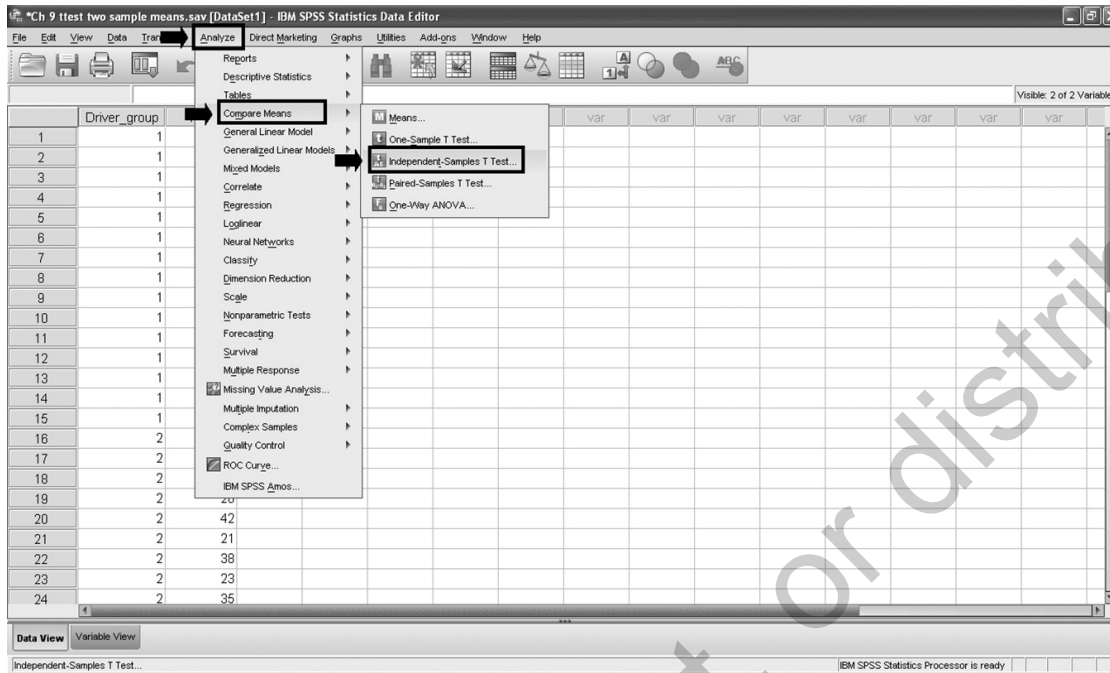 *Ch 9 ttest two sample means.sav [DataSet1] - IBM SPSS Statistics Data Editor
File Edit View Data Tran Analyze Direct Marketing Graphs Utilities Add-ons Window Help
Reports
Descriptive Statistics
Tables
Compare Means
General Linear Model
Generalized Linear Models
Mixed Models
Correlate
Regression
Loglinear
Neural Networks
Classify
Dimension Reduction
Scale
Nonparametric Tests
Forecasting
Survival
Multiple Response
Missing Value Analysis...
Multiple Imputation
Complex Samples
Quality Control
ROC Curve...
IBM SPSS Amos...
Means...
One-Sample T Test...
Independent-Samples T Test...
Paired-Samples T Test...
One-Way ANOVA...
Visible: 2 of 2 Variable
Driver_group var var var var var var var
1 1
2 1
3 1
4 1
5 1
6 1
7 1
8 1
9 1
10 1
11 1
12 1
13 1
14 1
15 1
16 2
17 2
18 2
19 2
20 2 42
21 2 21
22 2 38
23 2 23
24 2 35
Data View Variable View
Independent-Samples T Test... IBM SPSS Statistics Processor is ready
or distrib